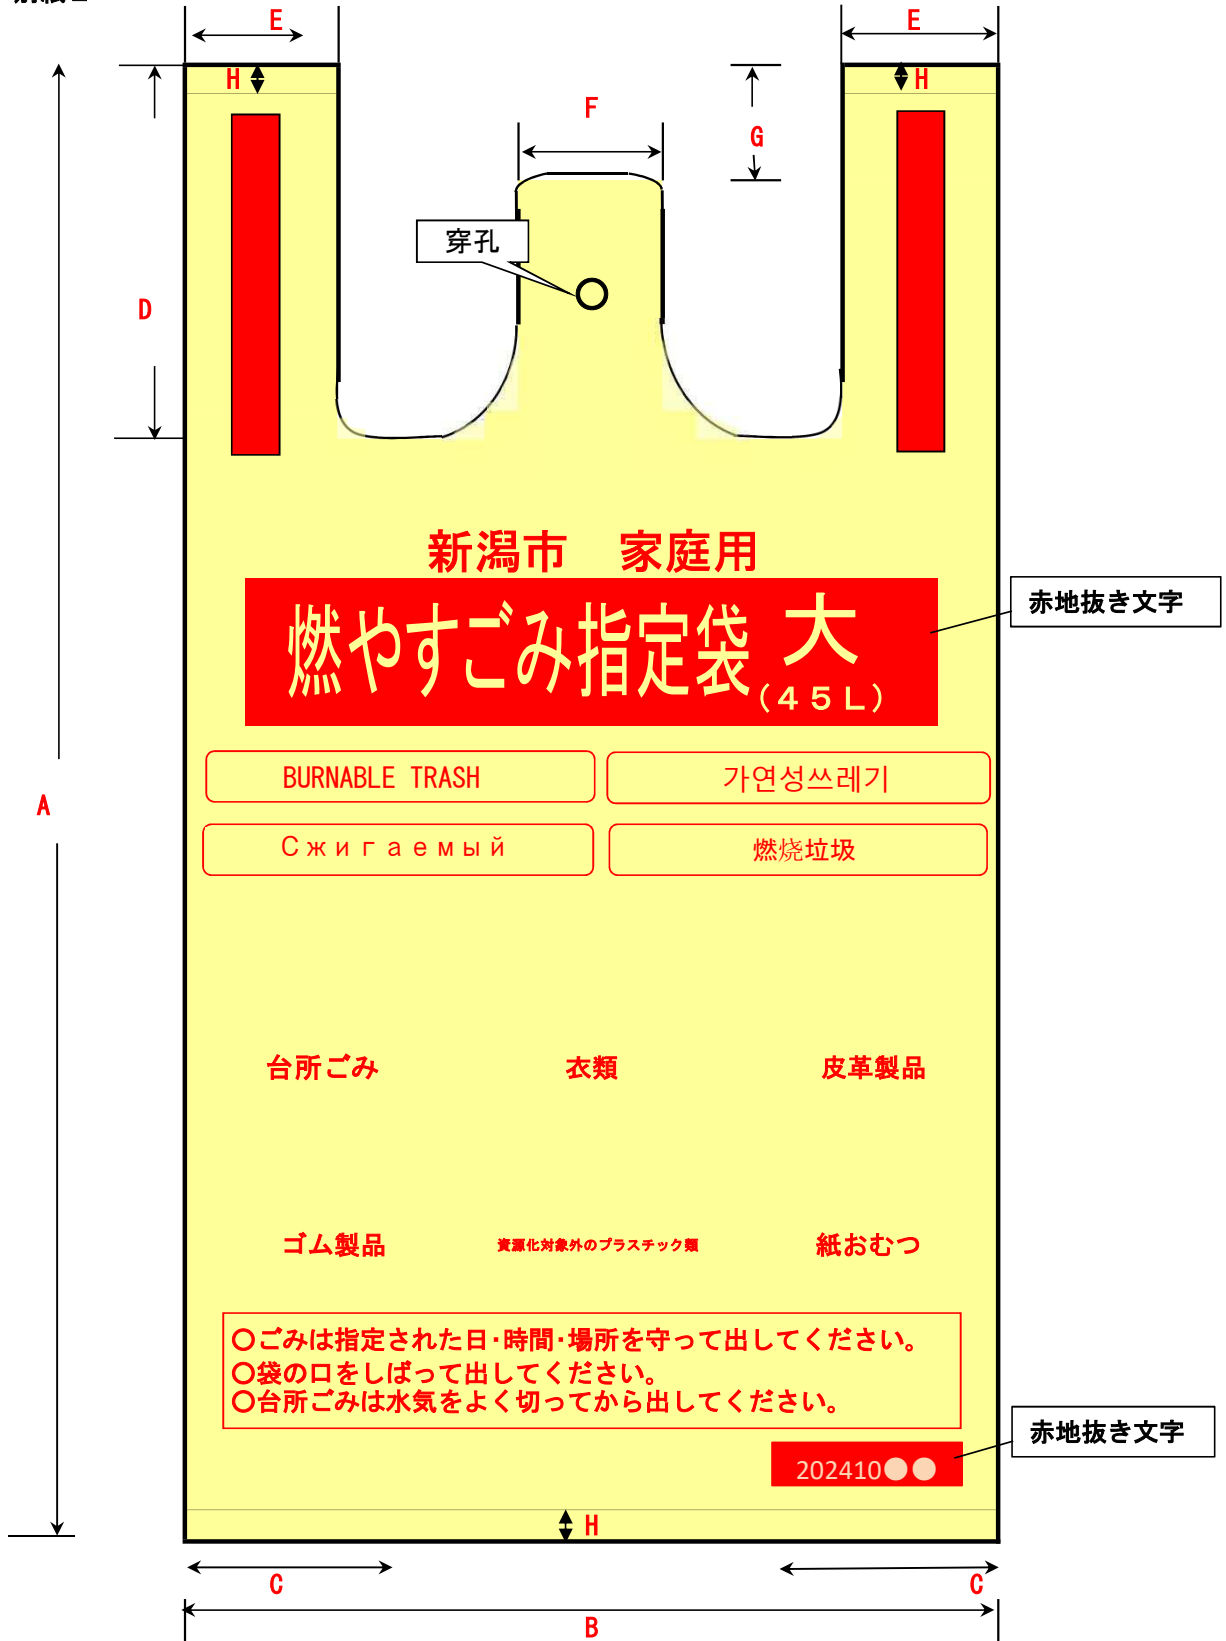 E
E
H
H
F
G
穿孔
D
新潟市　家庭用
燃やすごみ指定袋 大
(45L)
赤地抜き文字
BURNABLE TRASH
가연성쓰레기
A
Сжигаемый
燃烧垃圾
台所ごみ
衣類
皮革製品
ゴム製品
資源化対象外のプラスチック類
紙おむつ
○ごみは指定された日・時間・場所を守って出してください。
○袋の口をしばって出してください。
○台所ごみは水気をよく切ってから出してください。
赤地抜き文字
202410●●
H
C
C
B